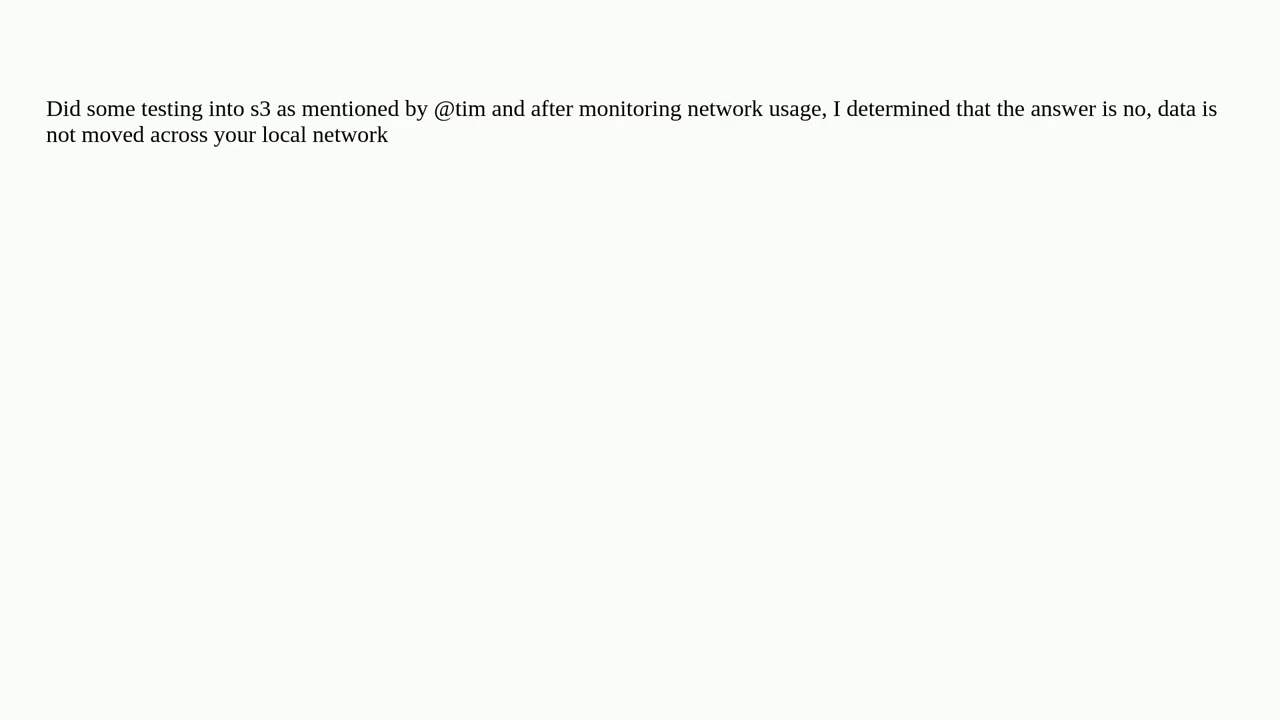 Did some testing into s3 as mentioned by @tim and after monitoring network usage, I determined that the answer is no, data is
not moved across your local network